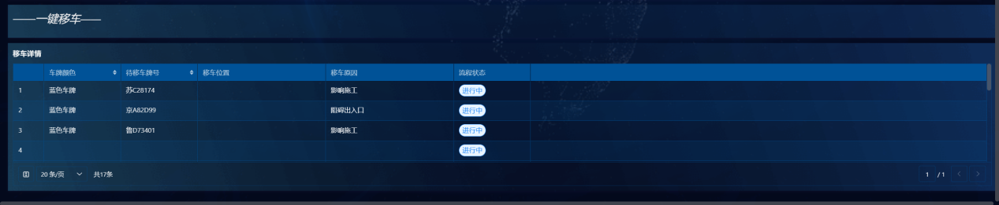 ——一键移车——
移车详情
车牌颜色 待移车牌号 移车位置 移车原因 流程状态
1 蓝色车牌 苏C28174 影响施工 进行中
2 蓝色车牌 京A82D99 阻碍出入口 进行中
3 蓝色车牌 鲁D73401 影响施工 进行中
4 进行中
20 条/页 共17条 1 / 1